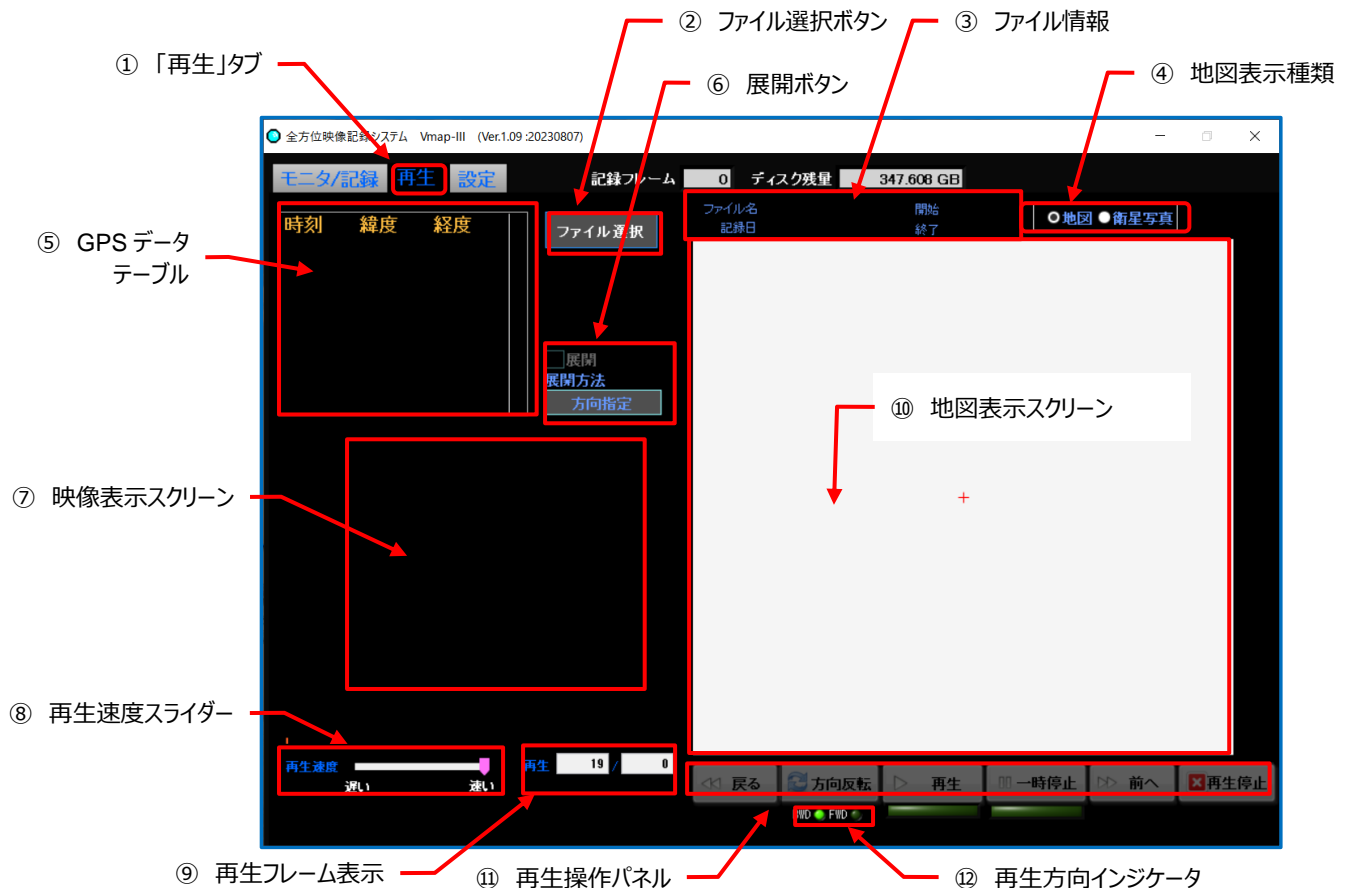 ② ファイル選択ボタン
③ ファイル情報
① 「再生」タブ
④ 地図表示種類
⑥ 展開ボタン
全方位映像記録システム Vmap-III (Ver.1.09 :20230807)
モニタ/記録 再生 設定 記録フレーム 0 ディスク残量 347.608 GB
ファイル名 開始
記録日 終了
地図 衛星写真
時刻 緯度 経度
ファイル選択
⑤ GPS データ
テーブル
展開
展開方法
方向指定
⑩ 地図表示スクリーン
⑦ 映像表示スクリーン
⑧ 再生速度スライダー
再生速度
遅い 速い
再生 19 / 0
戻る 方向反転 再生 一時停止 前へ 再生停止
WD FWD
⑨ 再生フレーム表示
⑪ 再生操作パネル
⑫ 再生方向インジケータ